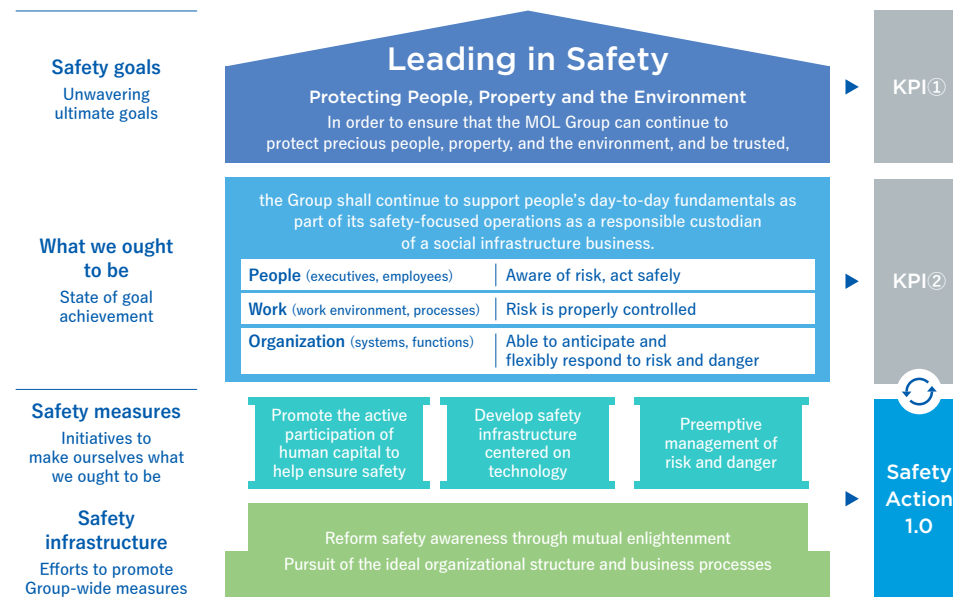 Safety goals
Unwavering
ultimate goals
Leading in Safety
Protecting People, Property and the Environment
In order to ensure that the MOL Group can continue to
protect precious people, property, and the environment, and be trusted,
KPI①
What we ought
to be
State of goal
achievement
the Group shall continue to support people's day-to-day fundamentals as
part of its safety-focused operations as a responsible custodian
of a social infrastructure business.
People (executives, employees) Aware of risk, act safely
Work (work environment, processes) Risk is properly controlled
Organization (systems, functions) Able to anticipate and
flexibly respond to risk and danger
KPI②
Safety measures
Initiatives to
make ourselves what
we ought to be
Promote the active
participation of
human capital to
help ensure safety
Develop safety
infrastructure
centered on
technology
Preemptive
management of
risk and danger
Safety
infrastructure
Efforts to promote
Group-wide measures
Reform safety awareness through mutual enlightenment
Pursuit of the ideal organizational structure and business processes
Safety
Action
1.0